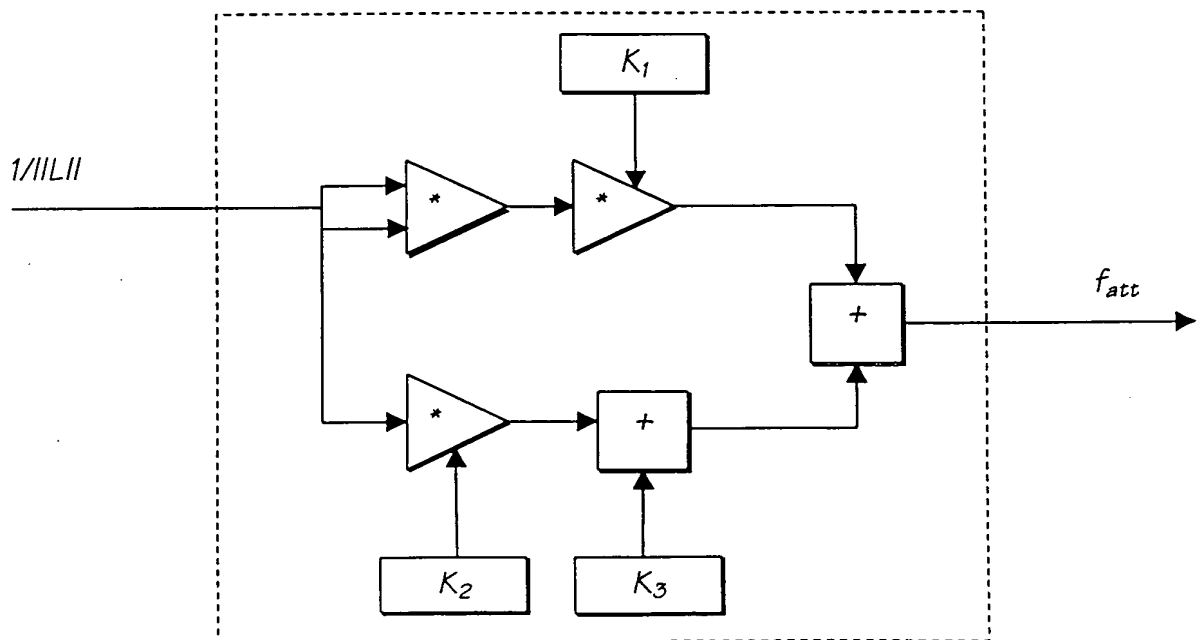 K₁
1/||L||
*
*
+
f_att
*
+
K₂
K₃